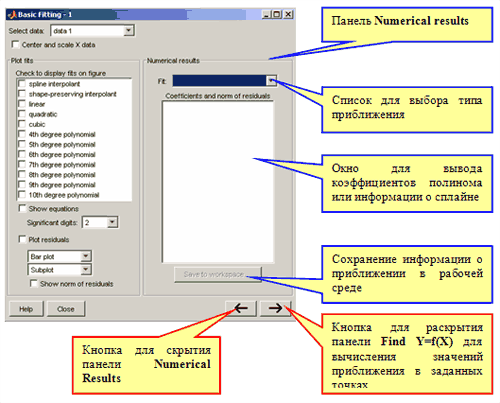 Basic Fitting - 1
Select data: data 1
Center and scale X data
Plot fits
Check to display fits on figure
spline interpolant
shape-preserving interpolant
linear
quadratic
cubic
4th degree polynomial
5th degree polynomial
6th degree polynomial
7th degree polynomial
8th degree polynomial
9th degree polynomial
10th degree polynomial
Show equations
Significant digits: 2
Plot residuals
Bar plot
Subplot
Show norm of residuals
Help
Close
Numerical results
Fit:
Coefficients and norm of residuals
Save to workspace
Панель Numerical results
Список для выбора типа
приближения
Окно для вывода
коэффициентов полинома
или информации о сплайне
Сохранение информации о
приближении в рабочей
среде
Кнопка для скрытия
панели Numerical
Results
Кнопка для раскрытия
панели Find Y=f(X) для
вычисления значений
приближения в заданных
точках